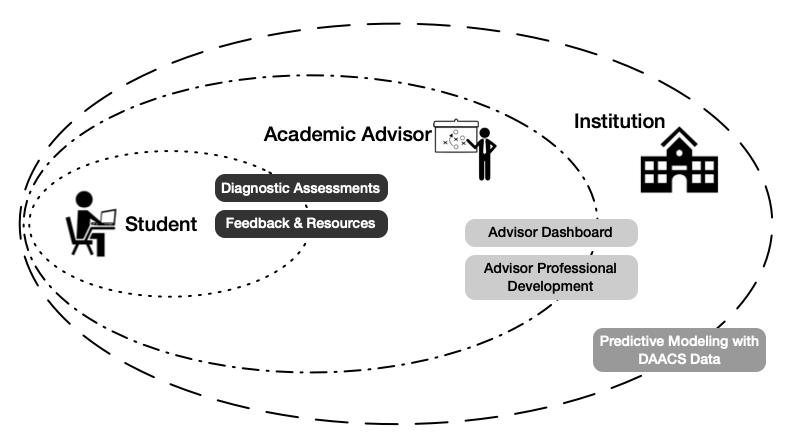 Institution
Academic Advisor
Diagnostic Assessments
Student
Feedback & Resources
Advisor Dashboard
Advisor Professional
Development
Predictive Modeling with
DAACS Data